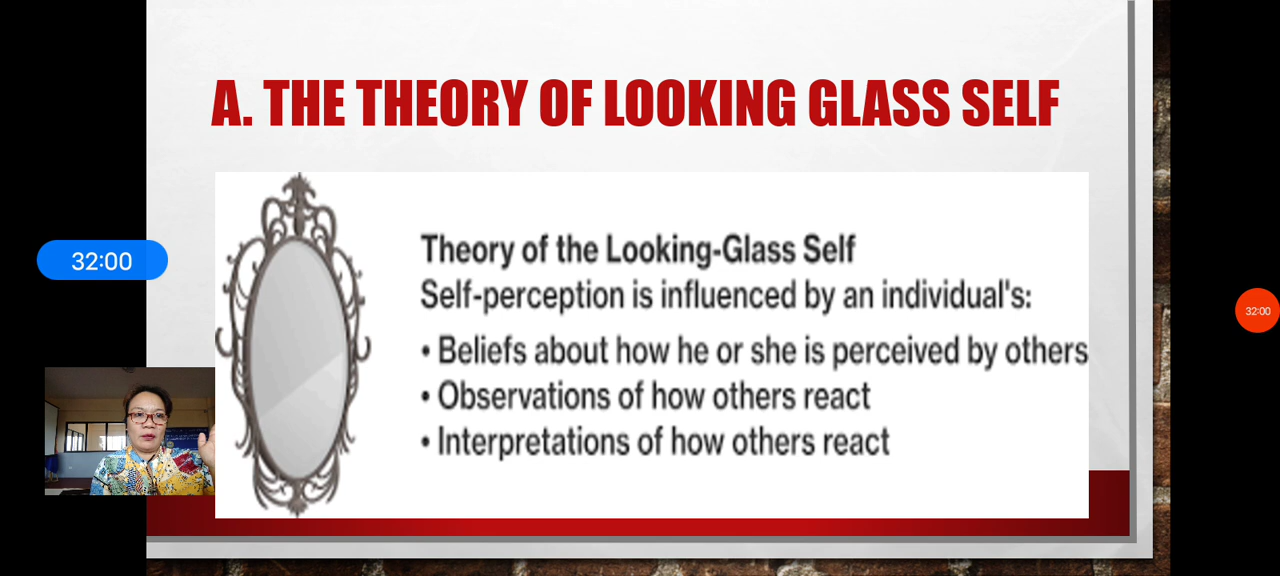 A. THE THEORY OF LOOKING GLASS SELF
32:00
Theory of the Looking-Glass Self
Self-perception is influenced by an individual's:
• Beliefs about how he or she is perceived by others
• Observations of how others react
• Interpretations of how others react
32:00